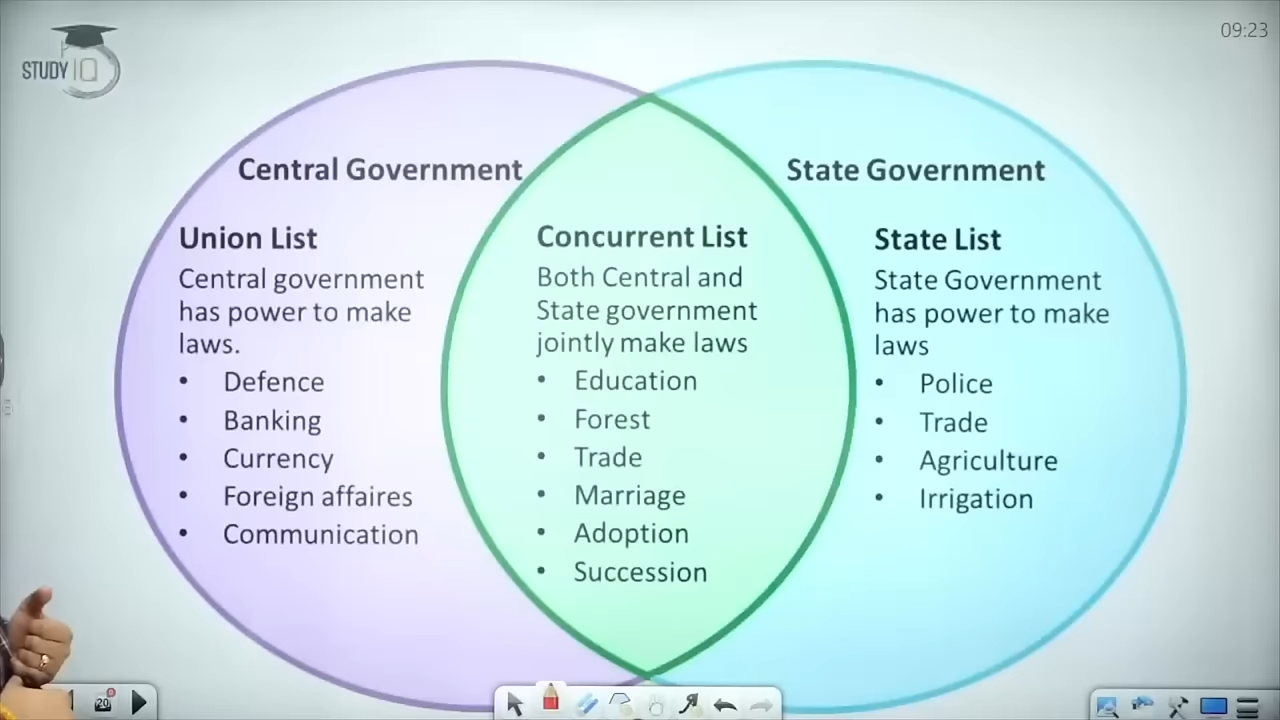 STUDY IQ
09:23
Central Government
State Government
Union List
Central government
has power to make
laws.
• Defence
• Banking
• Currency
• Foreign affaires
• Communication
Concurrent List
Both Central and
State government
jointly make laws
• Education
• Forest
• Trade
• Marriage
• Adoption
• Succession
State List
State Government
has power to make
laws
• Police
• Trade
• Agriculture
• Irrigation
20